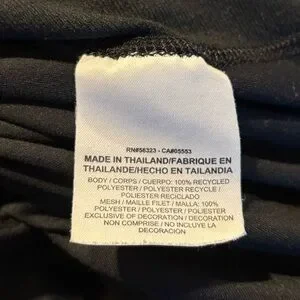 RN#56323 - CA#05553
MADE IN THAILAND/FABRIQUE EN
THAILANDE/HECHO EN TAILANDIA
BODY / CORPS / CUERPO: 100% RECYCLED
POLYESTER / POLYESTER RECYCLE /
POLIESTER RECICLADO
MESH / MAILLE FILET / MALLA: 100%
POLYESTER / POLYESTER / POLIESTER
EXCLUSIVE OF DECORATION / DECORATION
NON COMPRISE / NO INCLUYE LA
DECORACION